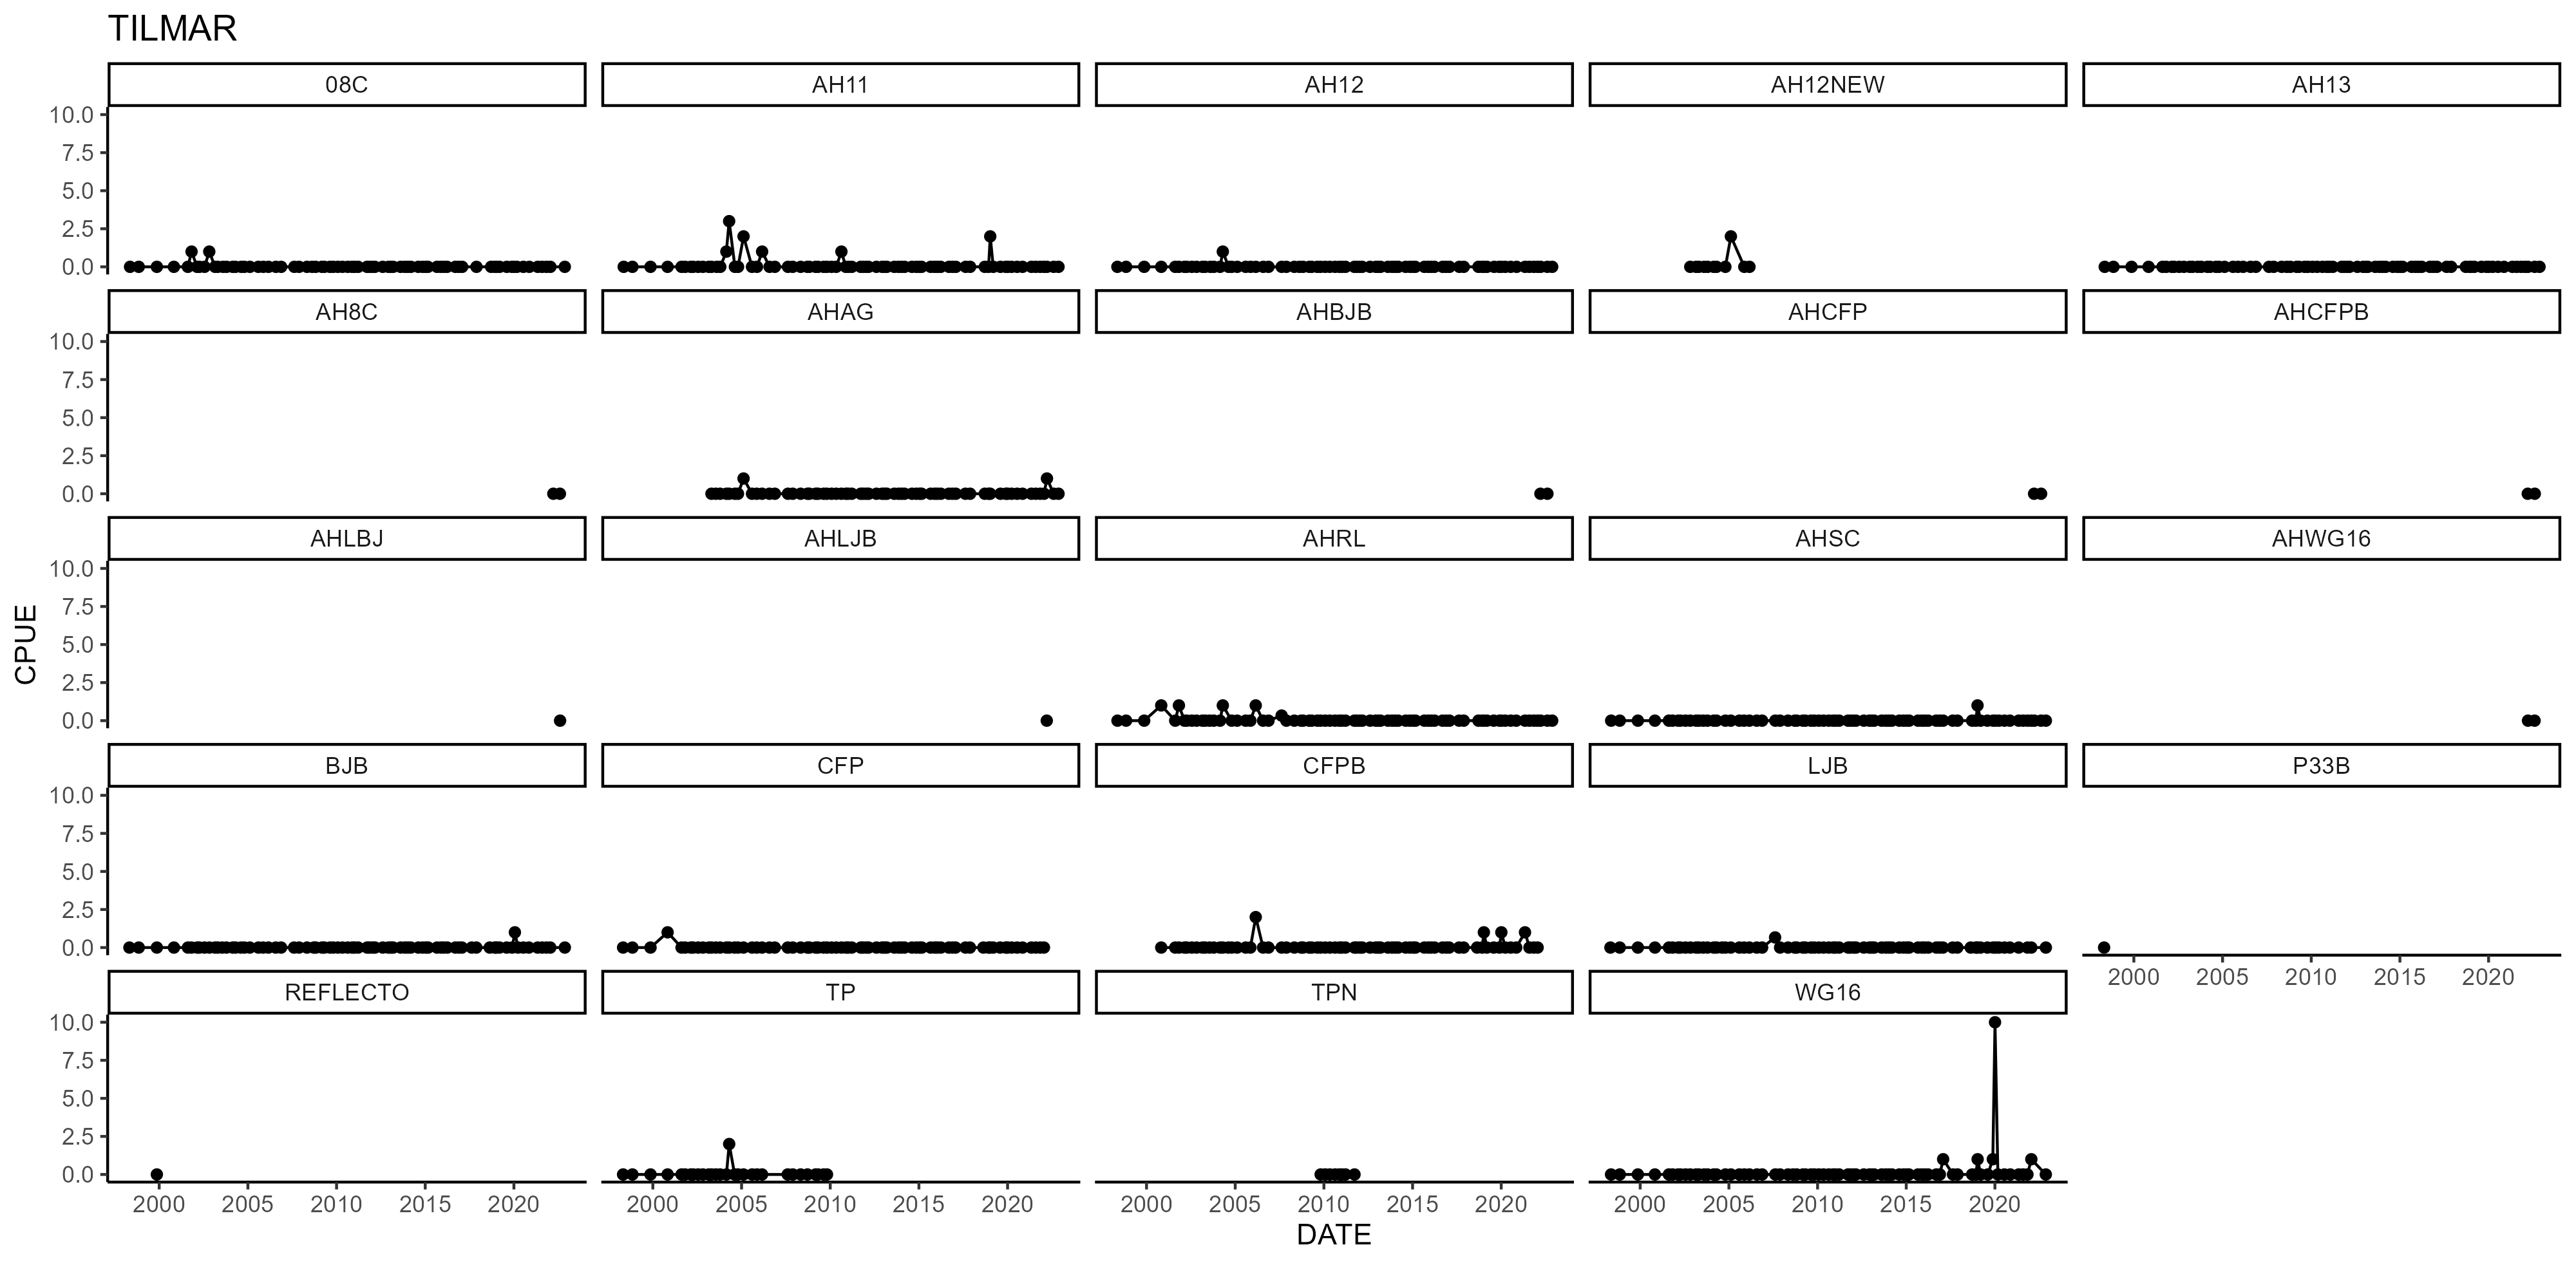 TILMAR
08C AH11 AH12 AH12NEW AH13
10.0
7.5
5.0
2.5
0.0
AH8C AHAG AHBJB AHCFP AHCFPB
10.0
7.5
5.0
2.5
0.0
AHLBJ AHLJB AHRL AHSC AHWG16
10.0
7.5
5.0
2.5
0.0
CPUE
BJB CFP CFPB LJB P33B
10.0
7.5
5.0
2.5
0.0
2000 2005 2010 2015 2020
REFLECTO TP TPN WG16
10.0
7.5
5.0
2.5
0.0
2000 2005 2010 2015 2020 2000 2005 2010 2015 2020 2000 2005 2010 2015 2020 2000 2005 2010 2015 2020
DATE